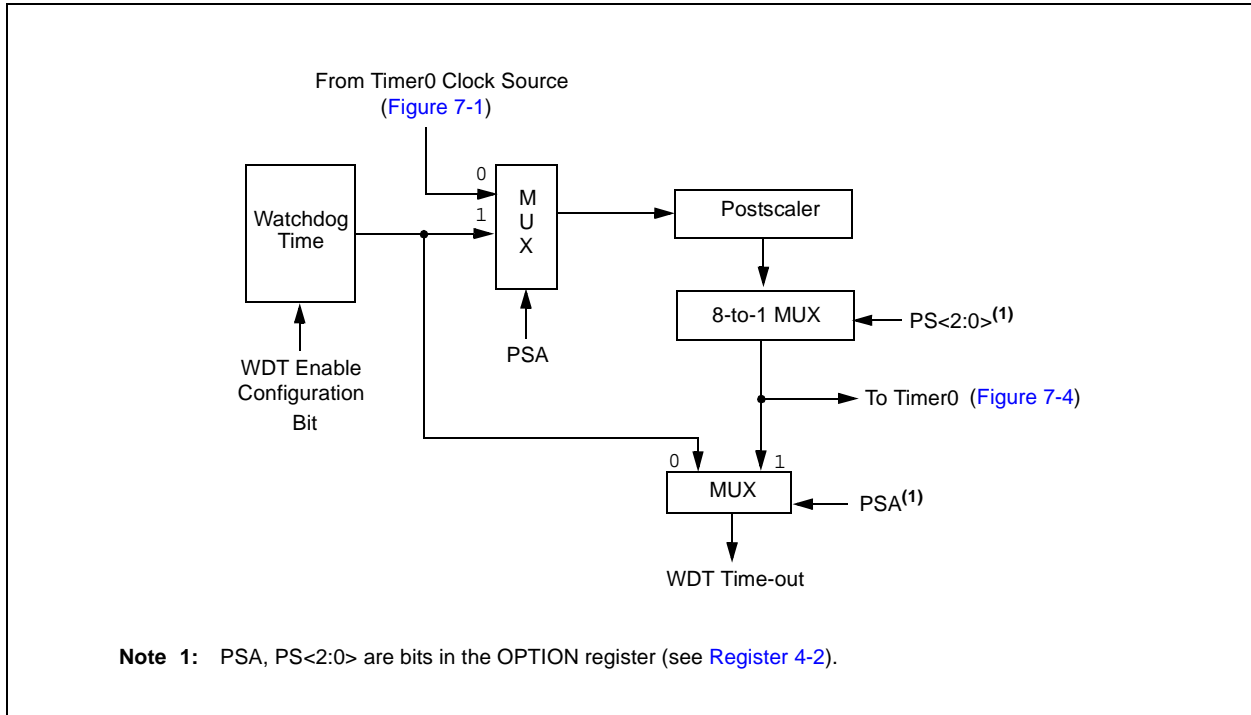 From Timer0 Clock Source
(Figure 7-1)
0
1
M
U
X
Watchdog
Time
Postscaler
8-to-1 MUX
PS<2:0>(1)
PSA
WDT Enable
Configuration
Bit
To Timer0 (Figure 7-4)
0
1
MUX
PSA(1)
WDT Time-out
Note 1: PSA, PS<2:0> are bits in the OPTION register (see Register 4-2).